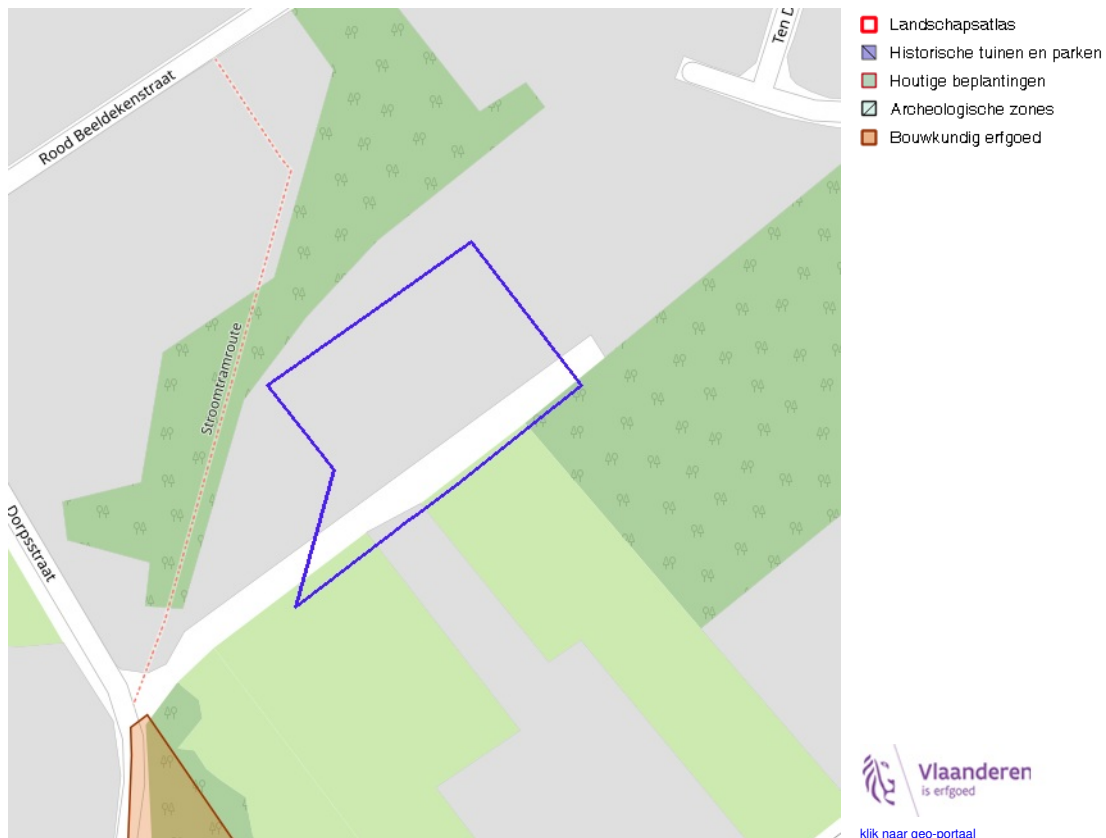 Rood Beeldekenstraat
Ten D
Stroomtramroute
Dorpsstraat
Landschapsatlas
Historische tuinen en parken
Houtige beplantingen
Archeologische zones
Bouwkundig erfgoed
Vlaanderen
is erfgoed
klik naar geo-portaal